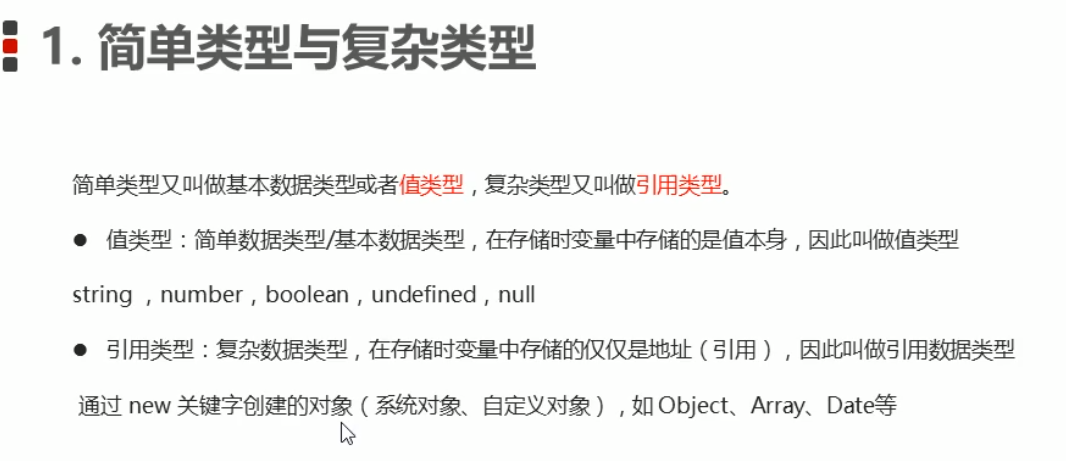 1. 简单类型与复杂类型
简单类型又叫做基本数据类型或者值类型，复杂类型又叫做引用类型。
● 值类型：简单数据类型/基本数据类型，在存储时变量中存储的是值本身，因此叫做值类型
string ，number，boolean，undefined，null
● 引用类型：复杂数据类型，在存储时变量中存储的仅仅是地址（引用），因此叫做引用数据类型
通过 new 关键字创建的对象（系统对象、自定义对象），如 Object、Array、Date等